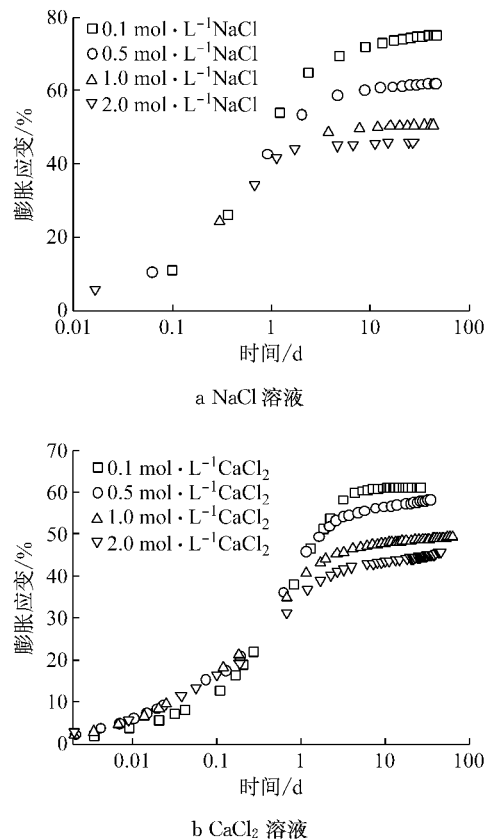 80
60
40
20
0
膨胀应变/%
□0.1 mol·L⁻¹NaCl
○0.5 mol·L⁻¹NaCl
△1.0 mol·L⁻¹NaCl
▽2.0 mol·L⁻¹NaCl
0.01 0.1 1 10 100
时间/d
a NaCl 溶液
70
60
50
40
30
20
10
0
膨胀应变/%
□0.1 mol·L⁻¹CaCl₂
○0.5 mol·L⁻¹CaCl₂
△1.0 mol·L⁻¹CaCl₂
▽2.0 mol·L⁻¹CaCl₂
0.01 0.1 1 10 100
时间/d
b CaCl₂ 溶液